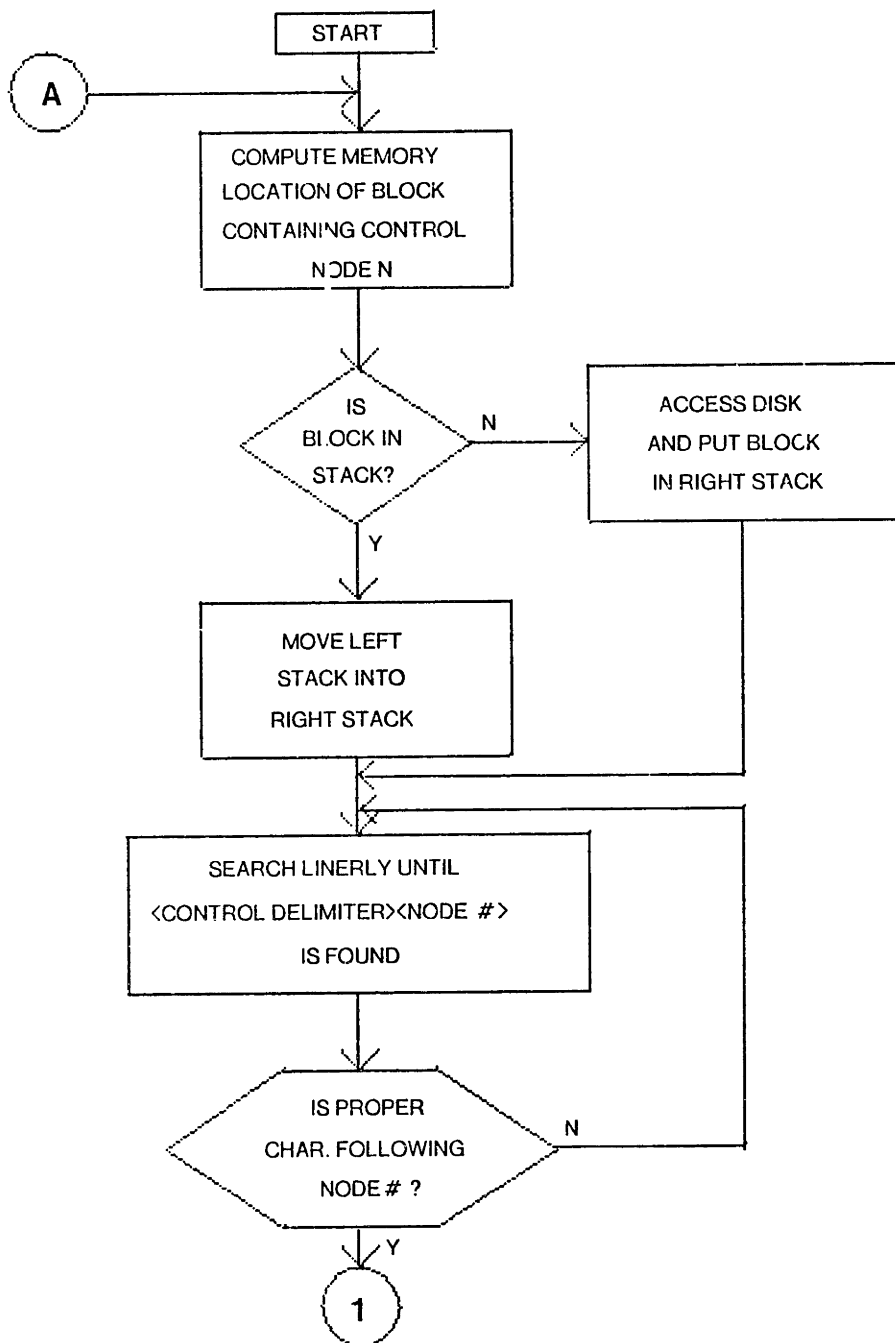 START
A
COMPUTE MEMORY
LOCATION OF BLOCK
CONTAINING CONTROL
NODE N
IS
BLOCK IN
STACK?
N
ACCESS DISK
AND PUT BLOCK
IN RIGHT STACK
Y
MOVE LEFT
STACK INTO
RIGHT STACK
SEARCH LINERLY UNTIL
<CONTROL DELIMITER><NODE #>
IS FOUND
IS PROPER
CHAR. FOLLOWING
NODE # ?
N
Y
1